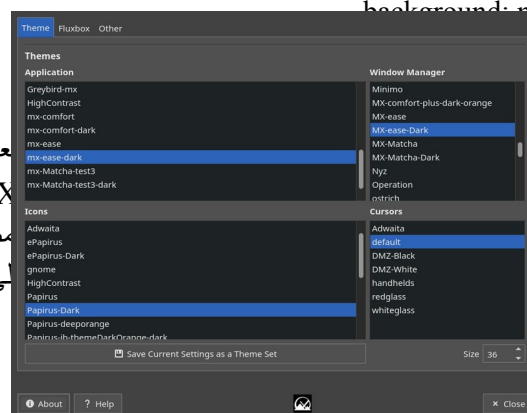 background: r
Theme Fluxbox Other
Themes
Application
Greybird-mx
HighContrast
mx-comfort
mx-comfort-dark
mx-ease
mx-ease-dark
mx-Matcha-test3
mx-Matcha-test3-dark
Window Manager
Minimo
MX-comfort-plus-dark-orange
MX-ease
MX-ease-Dark
MX-Matcha
MX-Matcha-Dark
Nyz
Operation
ostrich
Icons
Adwaita
ePapirus
ePapirus-Dark
gnome
HighContrast
Papirus
Papirus-Dark
Papirus-deeporange
Papirus-jb-themeDarkOrange-dark
Cursors
Adwaita
default
DMZ-Black
DMZ-White
handhelds
redglass
whiteglass
Save Current Settings as a Theme Set
Size 36
About ? Help × Close